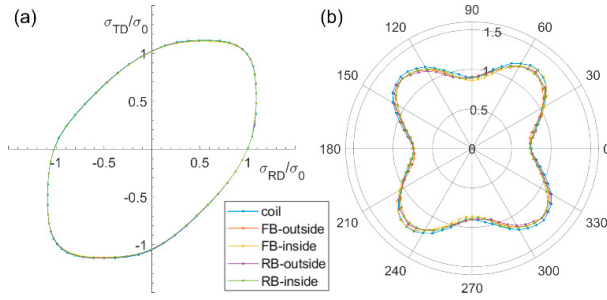 (a)
σTD/σ0
1
0.5
-1
-0.5
0.5
1
σRD/σ0
-0.5
-1
coil
FB-outside
FB-inside
RB-outside
RB-inside
(b)
90
120
60
1.5
1
150
30
0.5
180
0
0
210
330
240
300
270